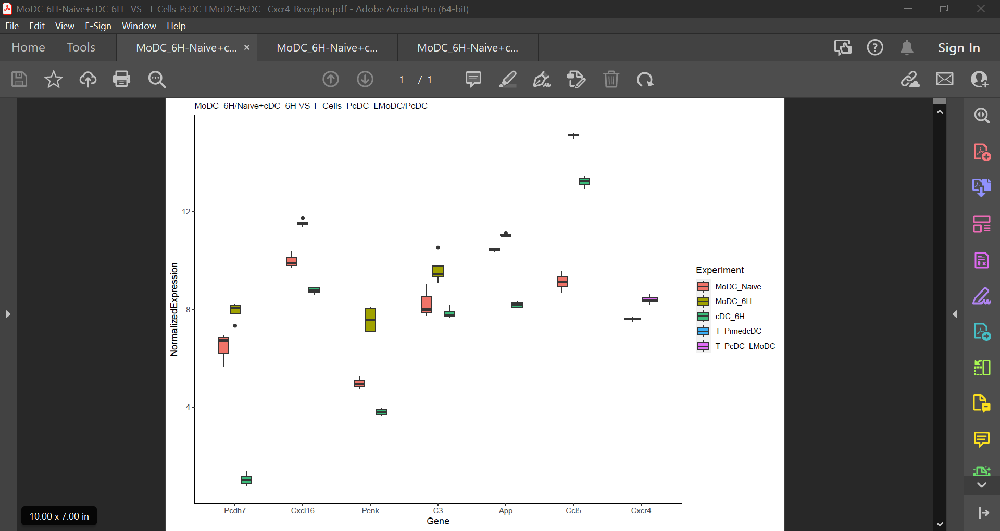 MoDC_6H-Naive+cDC_6H__VS__T_Cells_PcDC_LMoDC-PcDC__Cxcr4_Receptor.pdf - Adobe Acrobat Pro (64-bit)
File Edit View E-Sign Window Help
Home Tools MoDC_6H-Naive+c... × MoDC_6H-Naive+c... MoDC_6H-Naive+c... Sign In
1 / 1
MoDC_6H/Naive+cDC_6H VS T_Cells_PcDC_LMoDC/PcDC
12
8
4
NormalizedExpression
Pcdh7 Cxcl16 Penk C3 App Ccl5 Cxcr4
Gene
Experiment
MoDC_Naive
MoDC_6H
cDC_6H
T_PimedcDC
T_PcDC_LMoDC
10.00 x 7.00 in